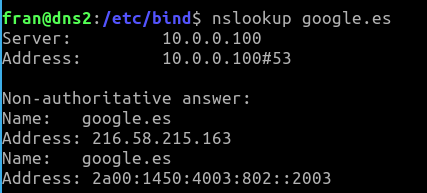 fran@dns2:/etc/bind$ nslookup google.es
Server:         10.0.0.100
Address:        10.0.0.100#53

Non-authoritative answer:
Name:   google.es
Address: 216.58.215.163
Name:   google.es
Address: 2a00:1450:4003:802::2003